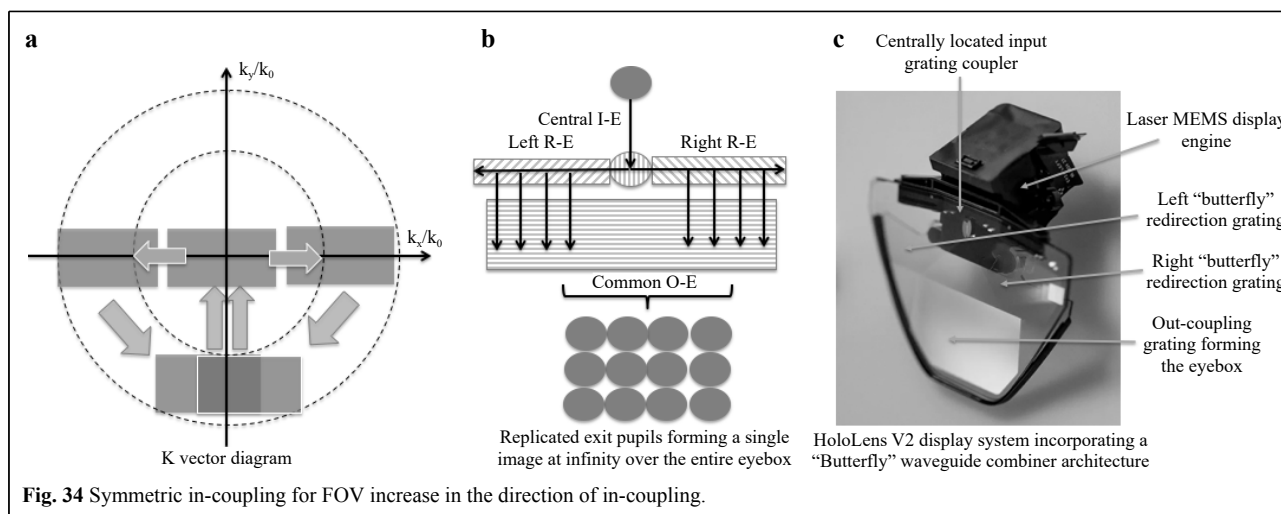 a
k_y/k_0
k_x/k_0
K vector diagram
b
Central I-E
Left R-E
Right R-E
Common O-E
Replicated exit pupils forming a single
image at infinity over the entire eyebox
c
Centrally located input
grating coupler
Laser MEMS display
engine
Left “butterfly”
redirection grating
Right “butterfly”
redirection grating
Out-coupling
grating forming
the eyebox
HoloLens V2 display system incorporating a
“Butterfly” waveguide combiner architecture
Fig. 34 Symmetric in-coupling for FOV increase in the direction of in-coupling.